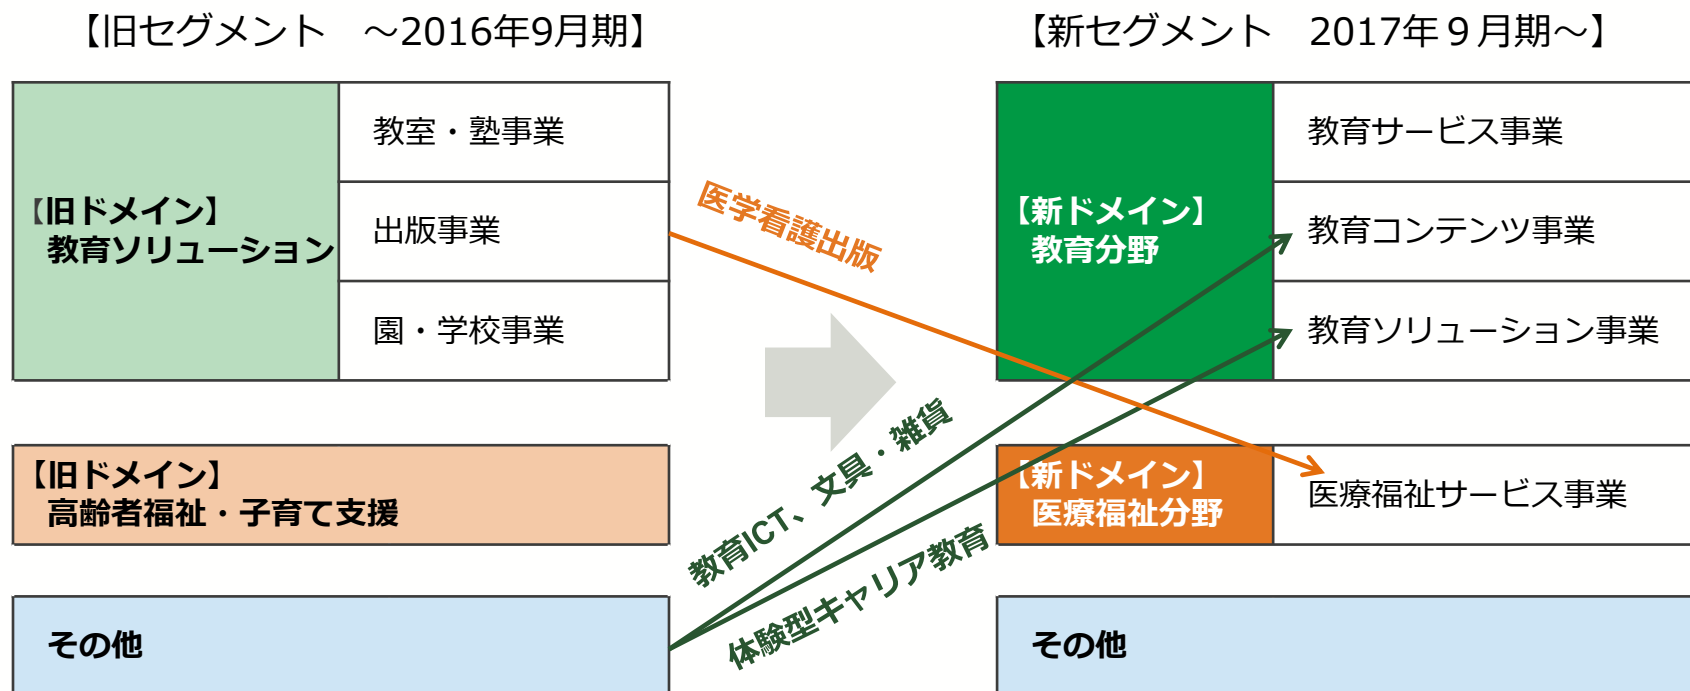 【旧セグメント　～2016年9月期】
【旧ドメイン】
教育ソリューション
教室・塾事業
出版事業
園・学校事業
【旧ドメイン】
高齢者福祉・子育て支援
その他
医学看護出版
教育ICT、文具・雑貨
体験型キャリア教育
【新セグメント　2017年９月期～】
【新ドメイン】
教育分野
教育サービス事業
教育コンテンツ事業
教育ソリューション事業
【新ドメイン】
医療福祉分野
医療福祉サービス事業
その他